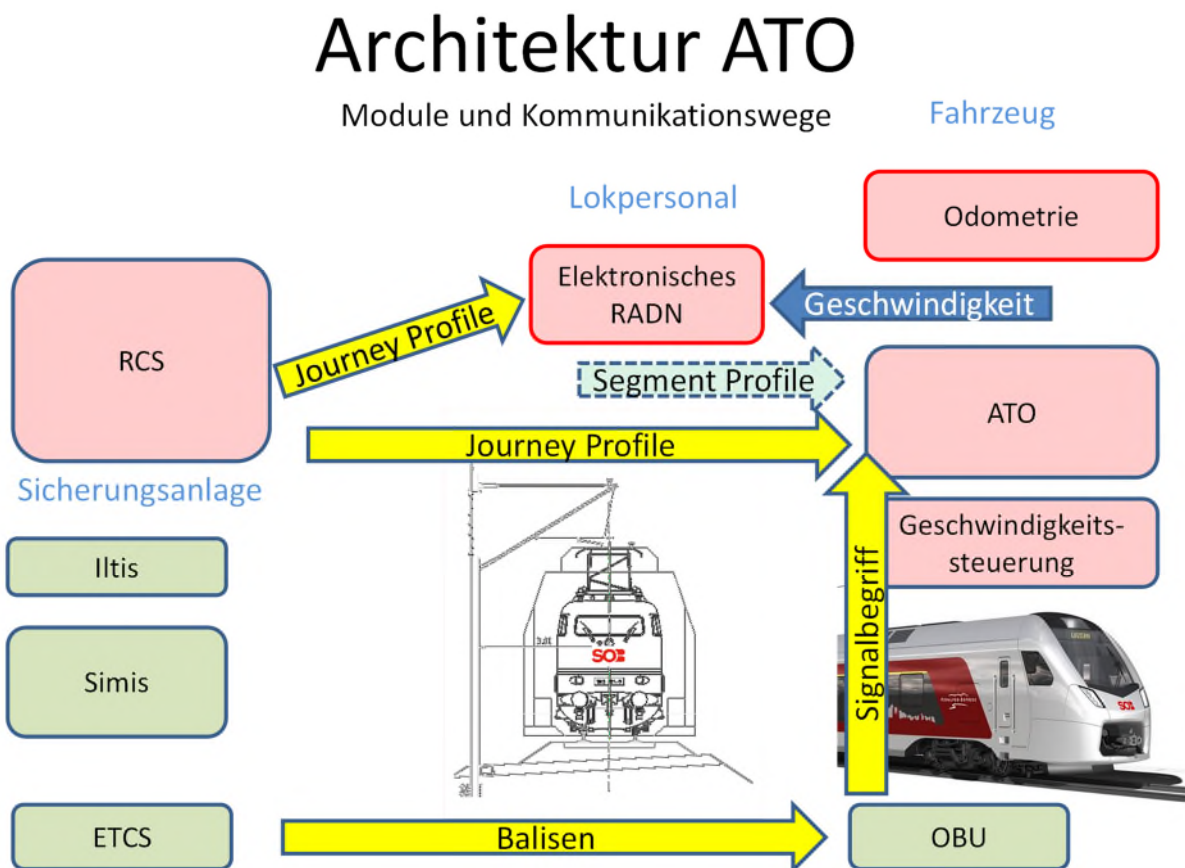 Architektur ATO
Module und Kommunikationswege
Fahrzeug
Lokpersonal
Odometrie
Elektronisches
RADN
Geschwindigkeit
RCS
Journey Profile
Segment Profile
ATO
Journey Profile
Sicherungsanlage
Geschwindigkeits-
steuerung
Iltis
Signalbegriff
Simis
SOB
SOB
ETCS
Balisen
OBU